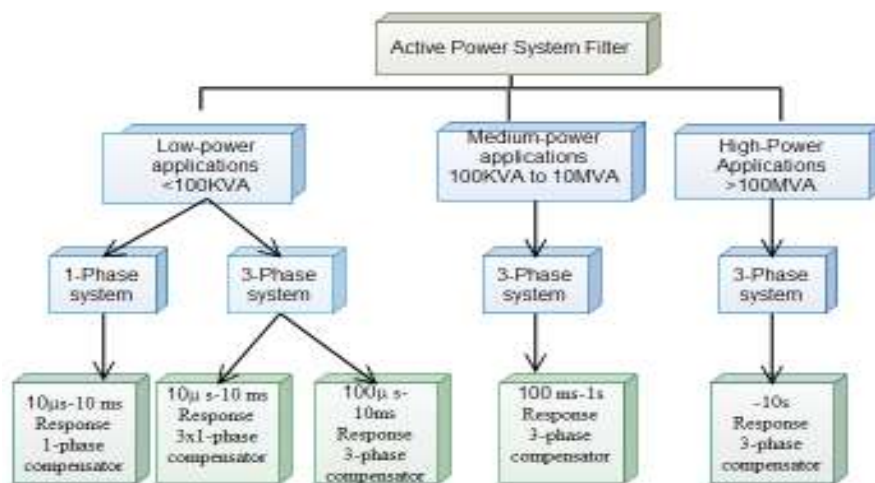 Active Power System Filter
Low-power
applications
<100KVA
Medium-power
applications
100KVA to 10MVA
High-Power
Applications
>100MVA
1-Phase
system
3-Phase
system
3-Phase
system
3-Phase
system
10µs-10 ms
Response
1-phase
compensator
10µ s-10 ms
Response
3x1-phase
compensator
100µ s-
10ms
Response
3-phase
compensator
100 ms-1s
Response
3-phase
compensator
-10s
Response
3-phase
compensator